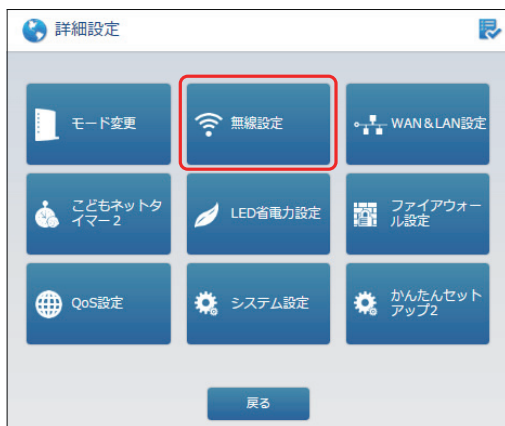 詳細設定
モード変更
無線設定
WAN&LAN設定
こどもネットタ
イマー2
LED省電力設定
ファイアウォー
ル設定
QoS設定
システム設定
かんたんセット
アップ2
戻る